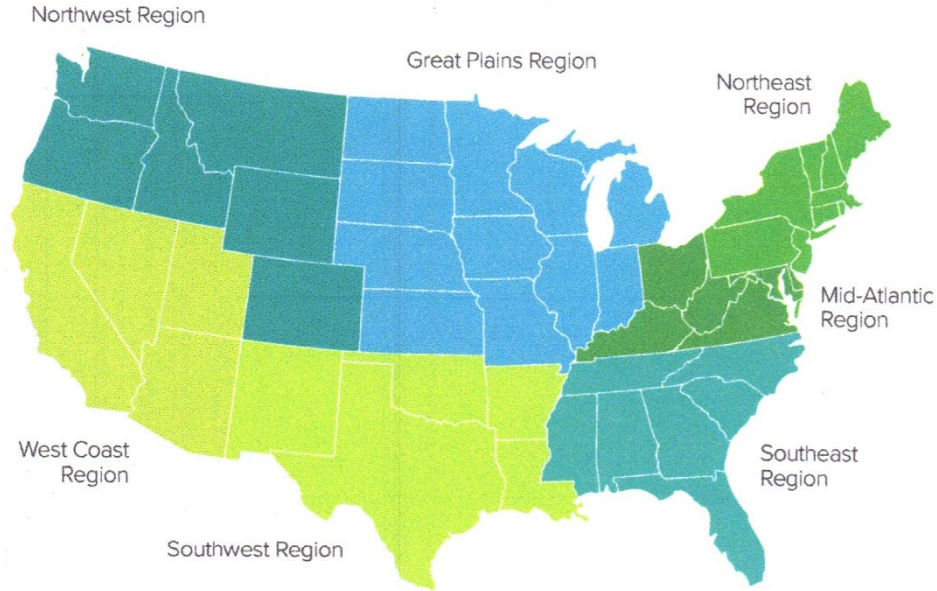 Northwest Region
Great Plains Region
Northeast
Region
Mid-Atlantic
Region
West Coast
Region
Southeast
Region
Southwest Region